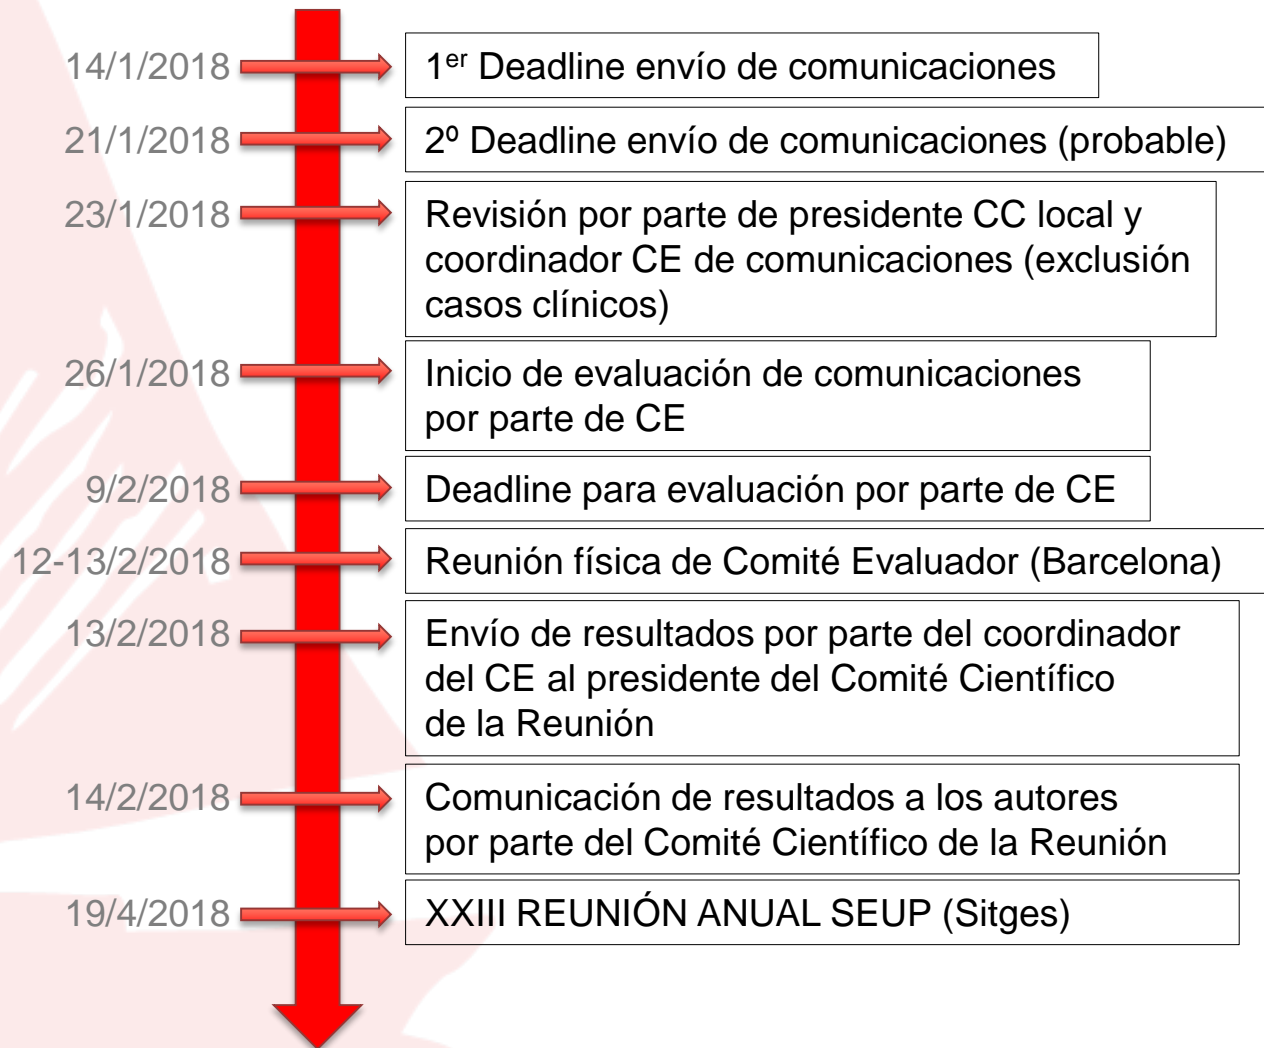 14/1/2018
1er Deadline envío de comunicaciones
21/1/2018
2º Deadline envío de comunicaciones (probable)
23/1/2018
Revisión por parte de presidente CC local y
coordinador CE de comunicaciones (exclusión
casos clínicos)
26/1/2018
Inicio de evaluación de comunicaciones
por parte de CE
9/2/2018
Deadline para evaluación por parte de CE
12-13/2/2018
Reunión física de Comité Evaluador (Barcelona)
13/2/2018
Envío de resultados por parte del coordinador
del CE al presidente del Comité Científico
de la Reunión
14/2/2018
Comunicación de resultados a los autores
por parte del Comité Científico de la Reunión
19/4/2018
XXIII REUNIÓN ANUAL SEUP (Sitges)